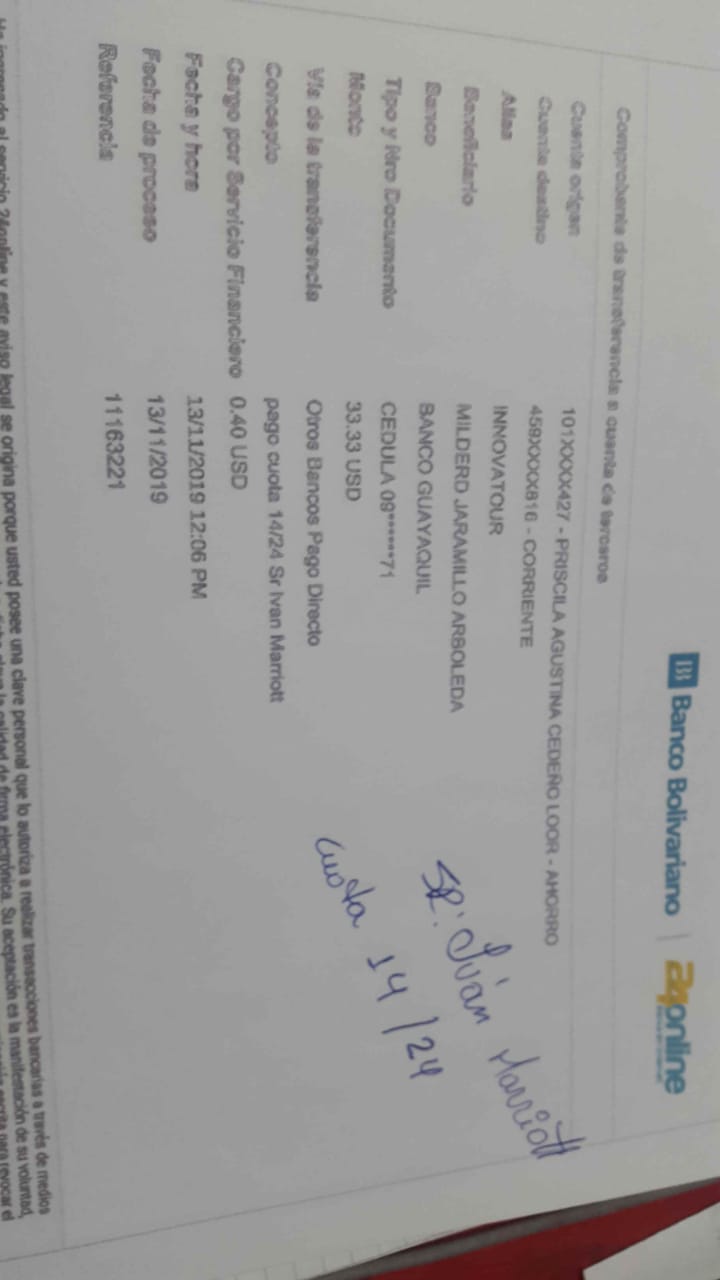 Banco Bolivariano | 24online
Comprobante de transferencia a cuenta de terceros
Cuenta origen 101XXXX427 - PRISCILA AGUSTINA CEDEÑO LOOR - AHORRO
Cuenta destino 459XXXX816 - CORRIENTE
Alias INNOVATOUR
Beneficiario MILDERD JARAMILLO ARBOLEDA
Banco BANCO GUAYAQUIL
Tipo y Nro Documento CEDULA 09******71
Monto 33.33 USD
Vía de la transferencia Otros Bancos Pago Directo
Concepto pago cuota 14/24 Sr Ivan Marriott
Cargo por Servicio Financiero 0.40 USD
Fecha y hora 13/11/2019 12:06 PM
Fecha de proceso 13/11/2019
Referencia 11163221
SR: Iván Marriott
Cuota 14/24
Ha ingresado al servicio 24online y este aviso legal se origina porque usted posee una clave personal que lo autoriza a realizar transacciones bancarias a través de medios
calidad de firma electrónica. Su aceptación es la manifestación de su voluntad,
escrito para revocar el